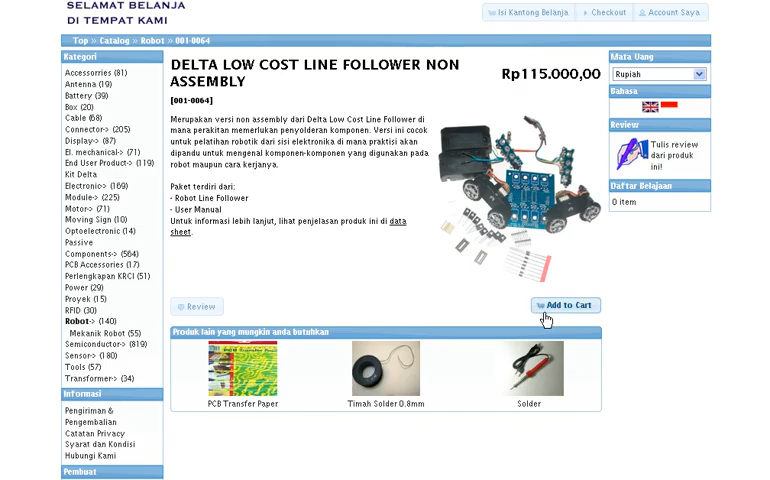 SELAMAT BELANJA
DI TEMPAT KAMI
Isi Kantong Belanja
Checkout
Account Saya
Top » Catalog » Robot » 001-0064
Kategori
Accessorries (81)
Antenna (19)
Battery (39)
Box (20)
Cable (68)
Connector-> (205)
Display-> (87)
El. mechanical-> (71)
End User Product-> (119)
Kit Delta
Electronic-> (169)
Module-> (225)
Motor-> (71)
Moving Sign (10)
Optoelectronic (14)
Passive
Components-> (564)
PCB Accessories (17)
Perlengkapan KRCI (51)
Power (29)
Proyek (15)
RFID (30)
Robot-> (140)
Mekanik Robot (55)
Semiconductor-> (819)
Sensor-> (180)
Tools (57)
Transformer-> (34)
Informasi
Pengiriman &
Pengembalian
Catatan Privacy
Syarat dan Kondisi
Hubungi Kami
Pembuat
DELTA LOW COST LINE FOLLOWER NON
ASSEMBLY
Rp115.000,00
[001-0064]
Merupakan versi non assembly dari Delta Low Cost Line Follower di
mana perakitan memerlukan penyolderan komponen. Versi ini cocok
untuk pelatihan robotik dari sisi elektronika di mana praktisi akan
dipandu untuk mengenal komponen-komponen yang digunakan pada
robot maupun cara kerjanya.
Paket terdiri dari:
- Robot Line Follower
- User Manual
Untuk informasi lebih lanjut, lihat penjelasan produk ini di data
sheet.
Review
Add to Cart
Produk lain yang mungkin anda butuhkan
PCB Transfer Paper
Timah Solder 0.8mm
Solder
Mata Uang
Rupiah
Bahasa
Review
Tulis review
dari produk
ini!
Daftar Belajaan
0 item